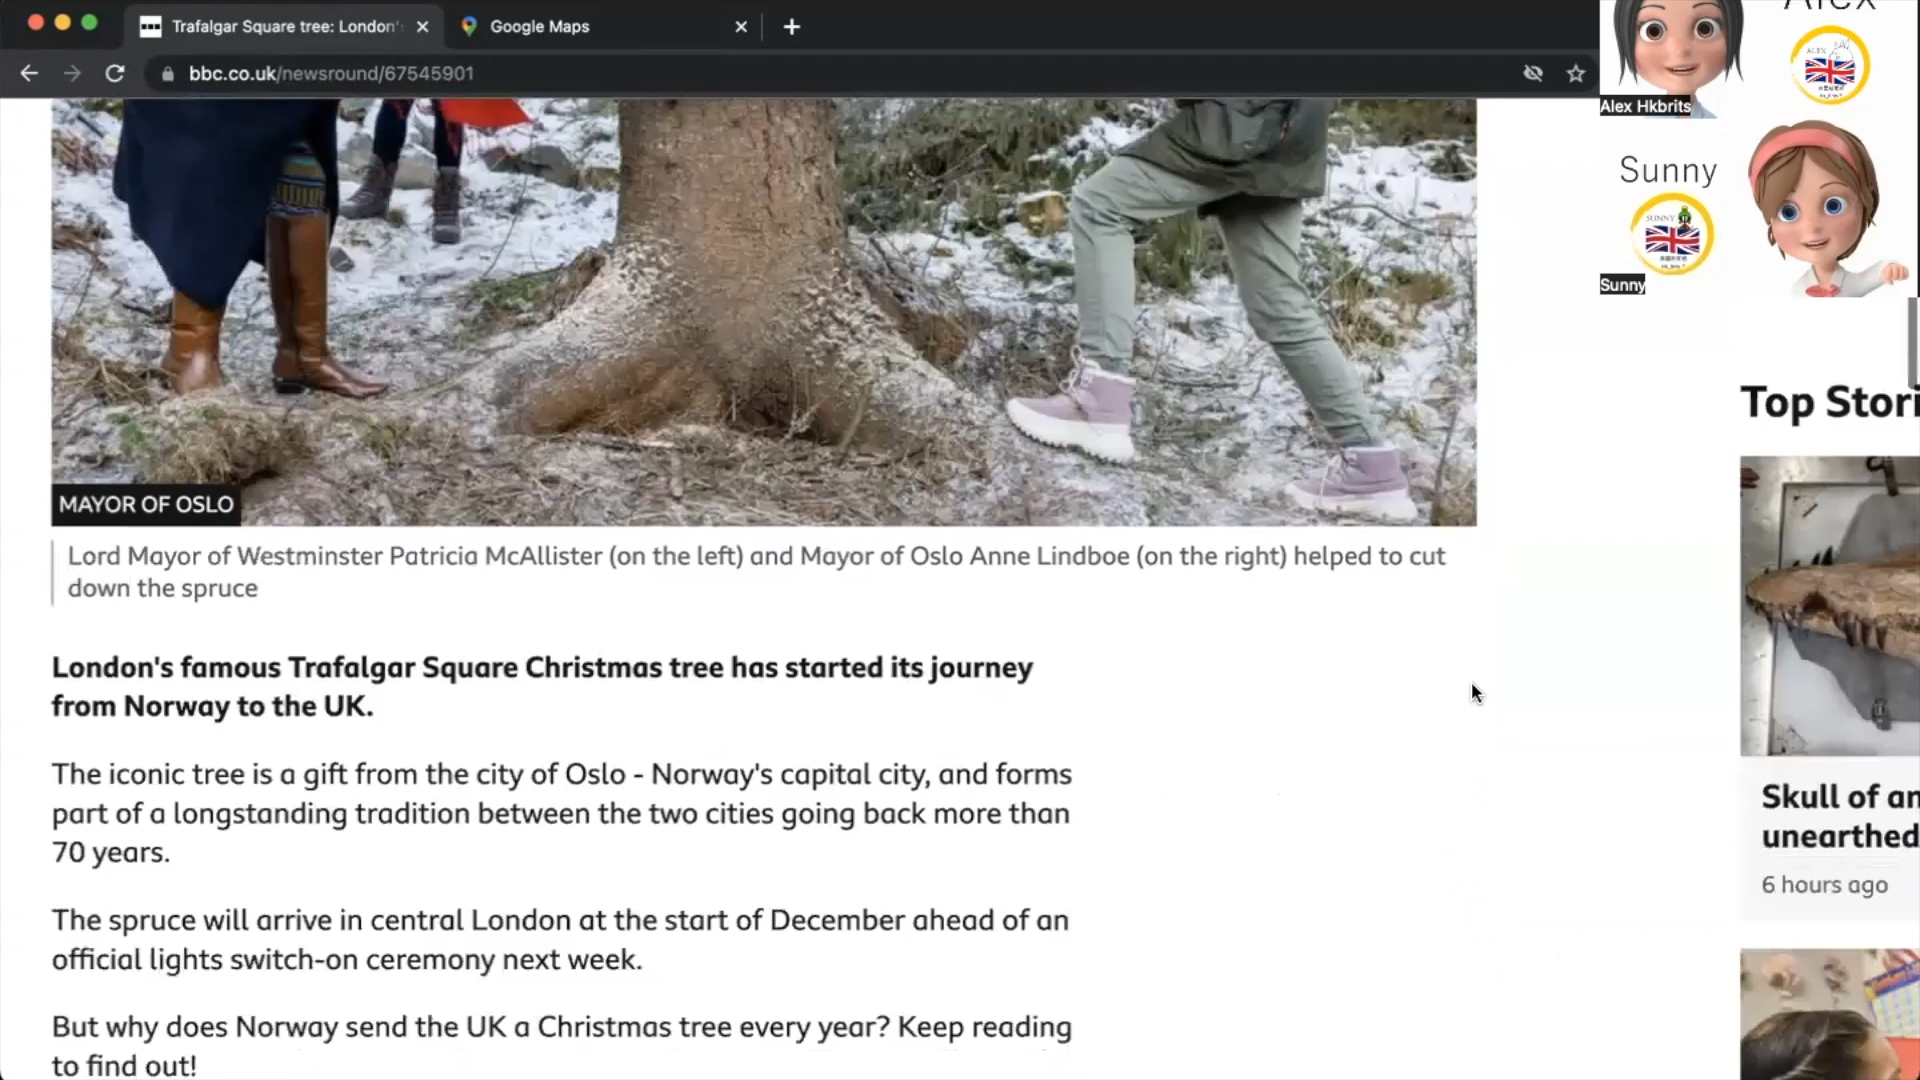 Trafalgar Square tree: London'
Google Maps
bbc.co.uk/newsround/67545901
Alex
Alex Hkbrits
Sunny
SUNNY
Sunny
MAYOR OF OSLO
Lord Mayor of Westminster Patricia McAllister (on the left) and Mayor of Oslo Anne Lindboe (on the right) helped to cut
down the spruce
London's famous Trafalgar Square Christmas tree has started its journey
from Norway to the UK.
The iconic tree is a gift from the city of Oslo - Norway's capital city, and forms
part of a longstanding tradition between the two cities going back more than
70 years.
The spruce will arrive in central London at the start of December ahead of an
official lights switch-on ceremony next week.
But why does Norway send the UK a Christmas tree every year? Keep reading
to find out!
Top Stori
Skull of an
unearthed
6 hours ago